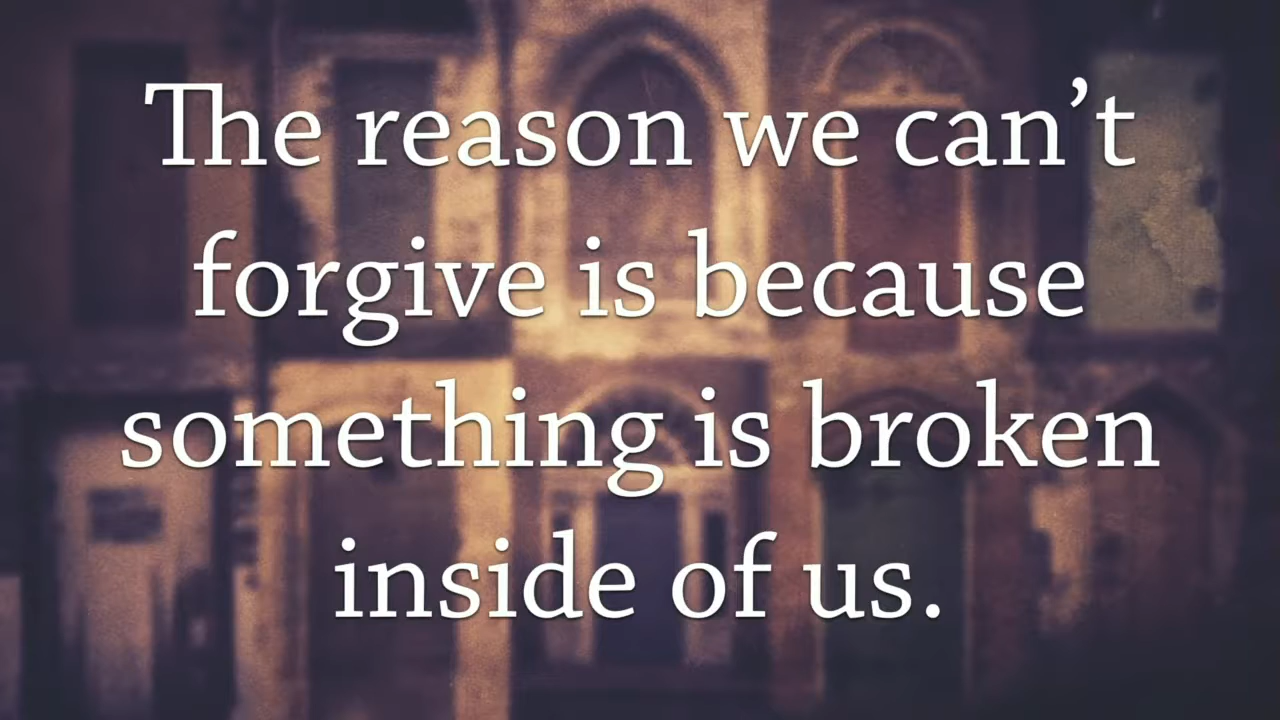 The reason we can’t
forgive is because
something is broken
inside of us.